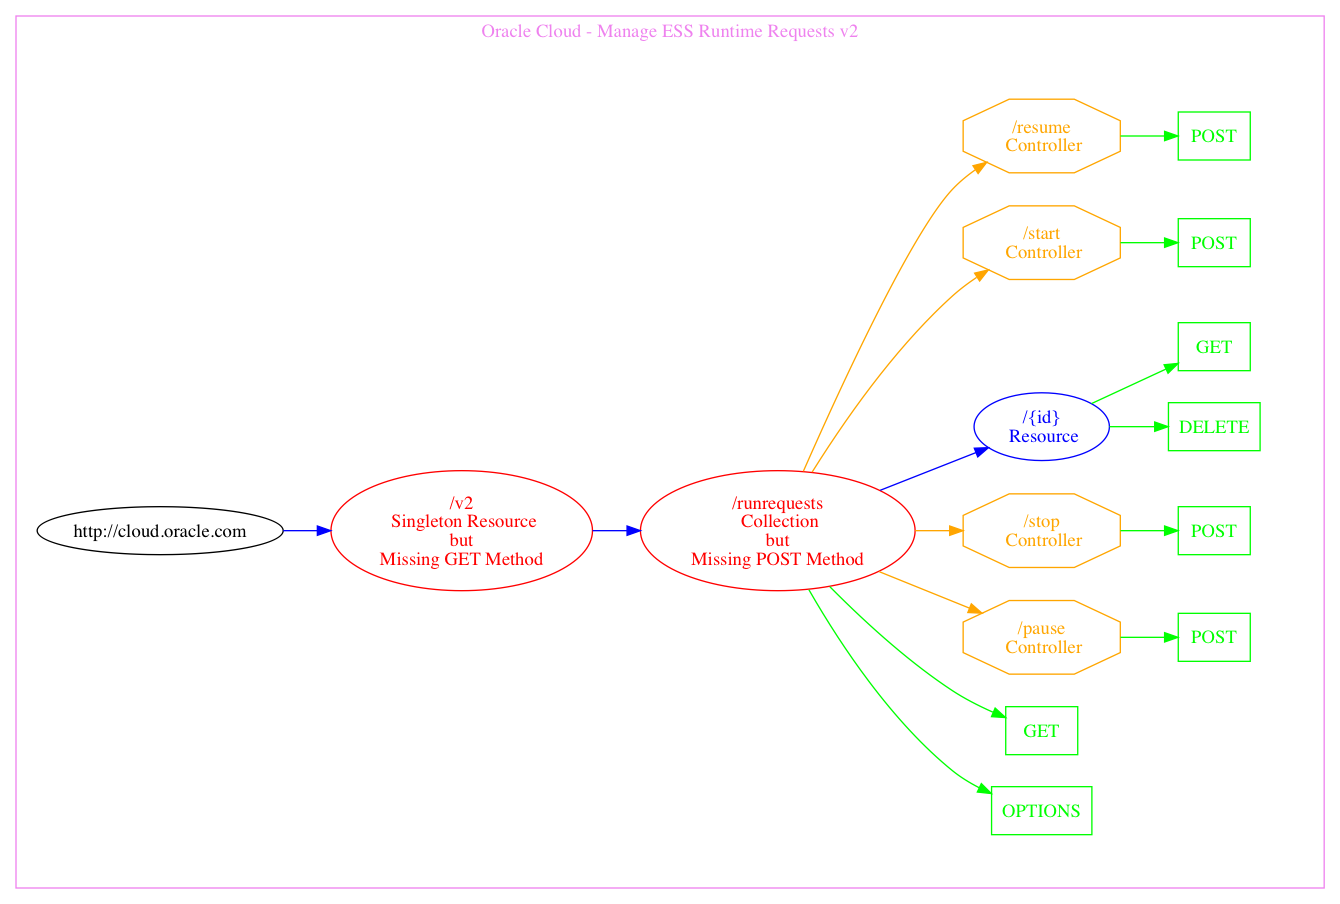 Oracle Cloud - Manage ESS Runtime Requests v2
/resume
Controller
POST
/start
Controller
POST
GET
/{id}
Resource
DELETE
http://cloud.oracle.com
/v2
Singleton Resource
but
Missing GET Method
/runrequests
Collection
but
Missing POST Method
/stop
Controller
POST
/pause
Controller
POST
GET
OPTIONS